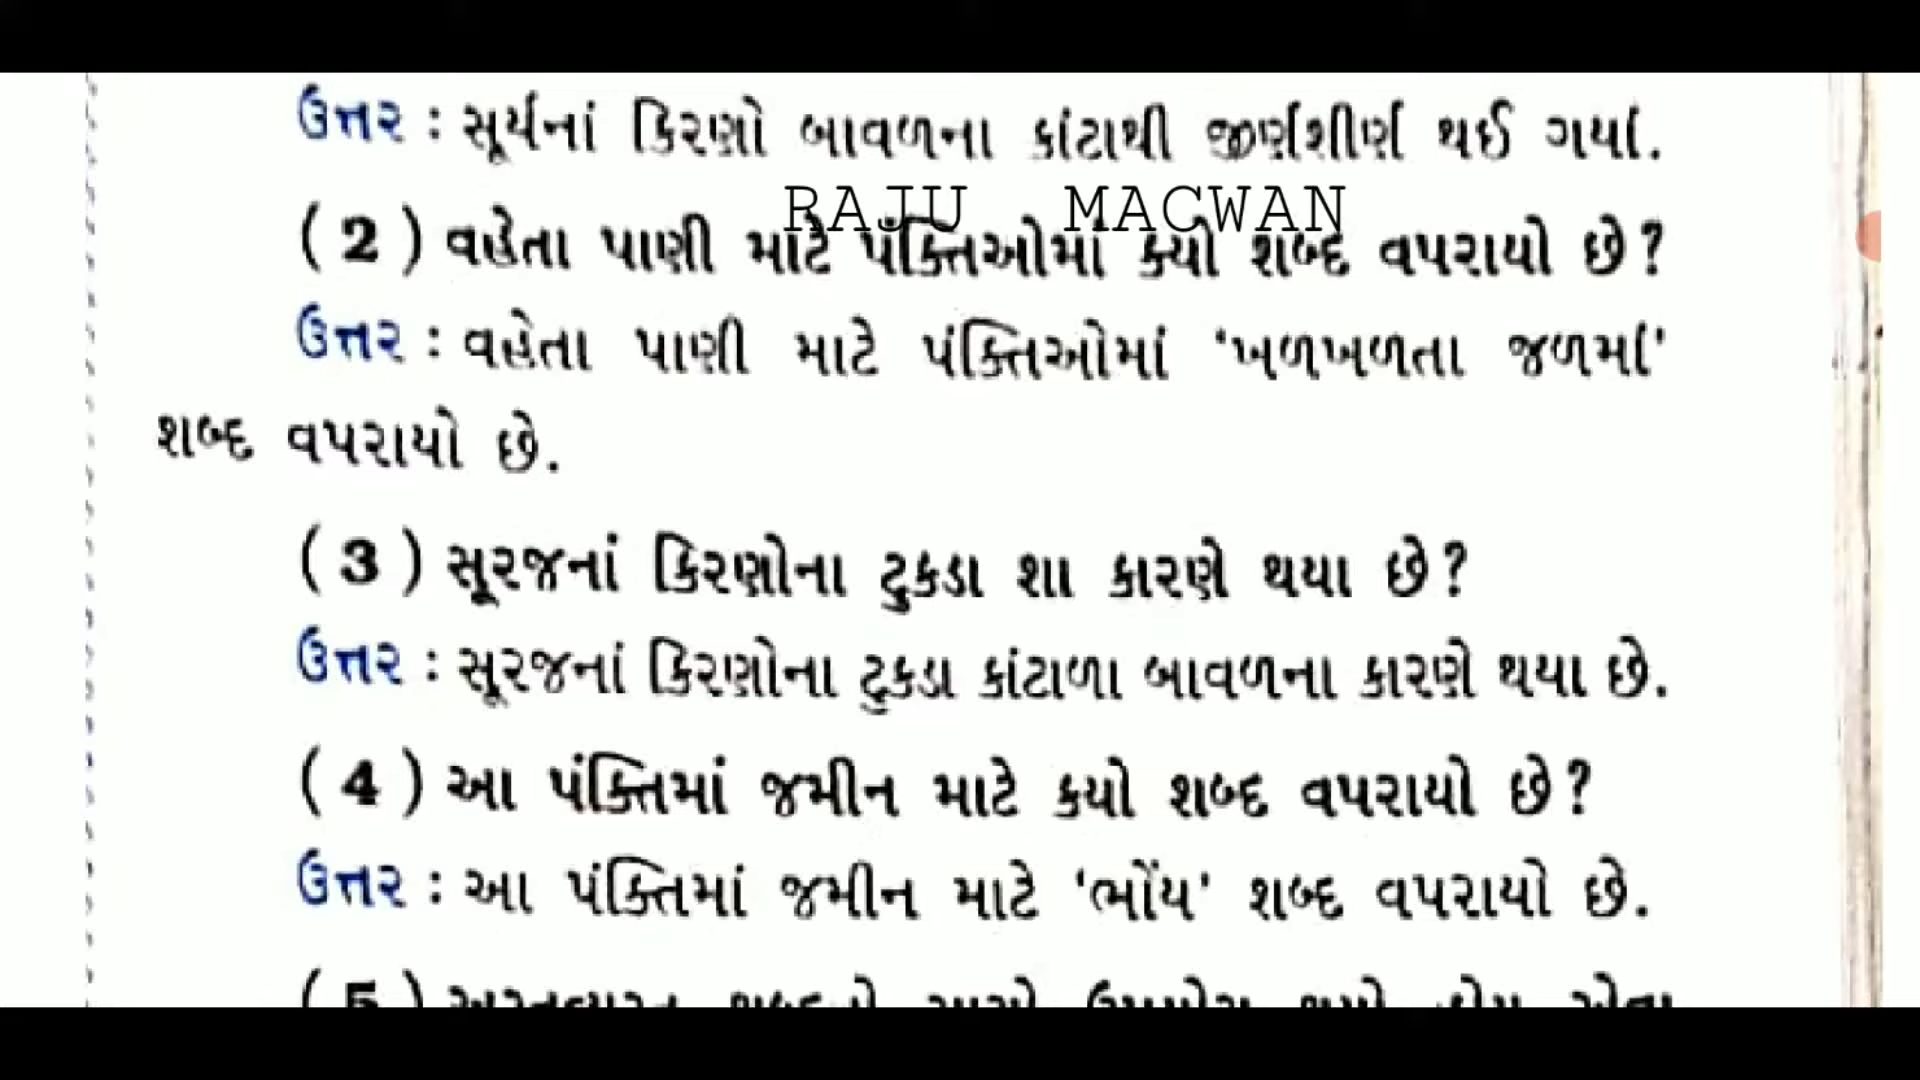 ઉત્તર : સૂર્યનાં કિરણો બાવળના કાંટાથી જીર્ણશીર્ણ થઈ ગયાં.
RAJU MACWAN
(2) વહેતા પાણી માટે પંક્તિઓમાં ક્યો શબ્દ વપરાયો છે?
ઉત્તર : વહેતા પાણી માટે પંક્તિઓમાં ‘ખળખળતા જળમાં’
શબ્દ વપરાયો છે.
(3) સૂરજનાં કિરણોના ટુકડા શા કારણે થયા છે?
ઉત્તર : સૂરજનાં કિરણોના ટુકડા કાંટાળા બાવળના કારણે થયા છે.
(4) આ પંક્તિમાં જમીન માટે કયો શબ્દ વપરાયો છે?
ઉત્તર : આ પંક્તિમાં જમીન માટે ‘ભોંય’ શબ્દ વપરાયો છે.
(5)